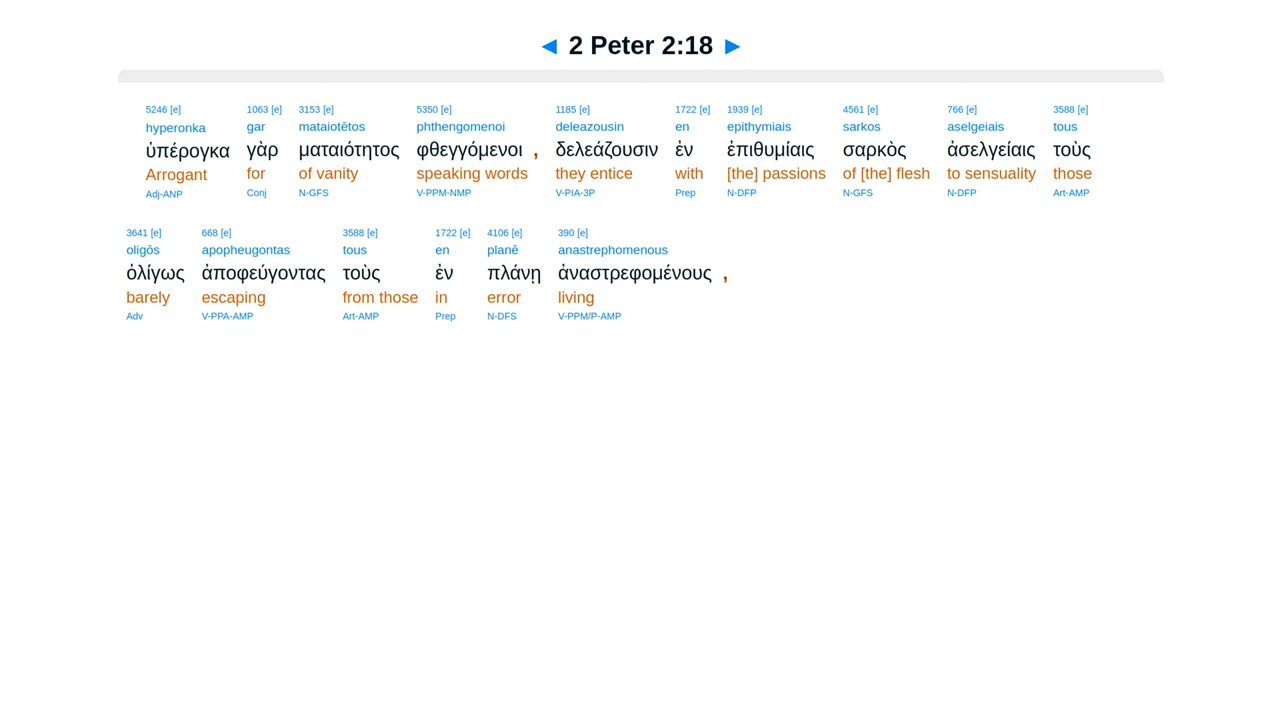 ◄ 2 Peter 2:18 ►
5246 [e] 1063 [e] 3153 [e] 5350 [e] 1185 [e] 1722 [e] 1939 [e] 4561 [e] 766 [e] 3588 [e]
hyperonka gar mataiotētos phthengomenoi deleazousin en epithymiais sarkos aselgeiais tous
ὑπέρογκα γὰρ ματαιότητος φθεγγόμενοι , δελεάζουσιν ἐν ἐπιθυμίαις σαρκὸς ἀσελγείαις τοὺς
Arrogant for of vanity speaking words they entice with [the] passions of [the] flesh to sensuality those
Adj-ANP Conj N-GFS V-PPM-NMP V-PIA-3P Prep N-DFP N-GFS N-DFP Art-AMP
3641 [e] 668 [e] 3588 [e] 1722 [e] 4106 [e] 390 [e]
oligōs apopheugontas tous en planē anastrephomenous
ὀλίγως ἀποφεύγοντας τοὺς ἐν πλάνῃ ἀναστρεφομένους ,
barely escaping from those in error living
Adv V-PPA-AMP Art-AMP Prep N-DFS V-PPM/P-AMP